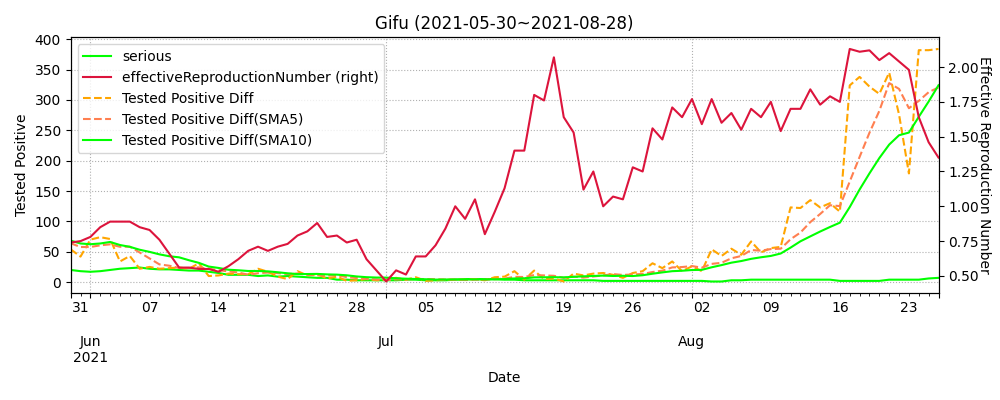 Gifu (2021-05-30~2021-08-28)
serious
effectiveReproductionNumber (right)
Tested Positive Diff
Tested Positive Diff(SMA5)
Tested Positive Diff(SMA10)
Tested Positive
400
350
300
250
200
150
100
50
0
Effective Reproduction Number
2.00
1.75
1.50
1.25
1.00
0.75
0.50
31 07 14 21 28 05 12 19 26 02 09 16 23
Jun Jul Aug
2021
Date